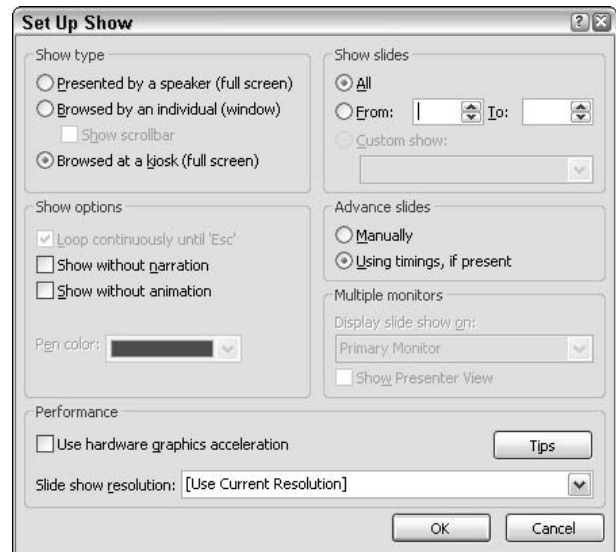 Set Up Show
Show type
Presented by a speaker (full screen)
Browsed by an individual (window)
Show scrollbar
Browsed at a kiosk (full screen)
Show slides
All
From: To:
Custom show:
Show options
Loop continuously until 'Esc'
Show without narration
Show without animation
Pen color:
Advance slides
Manually
Using timings, if present
Multiple monitors
Display slide show on:
Primary Monitor
Show Presenter View
Performance
Use hardware graphics acceleration
Tips
Slide show resolution: [Use Current Resolution]
OK Cancel